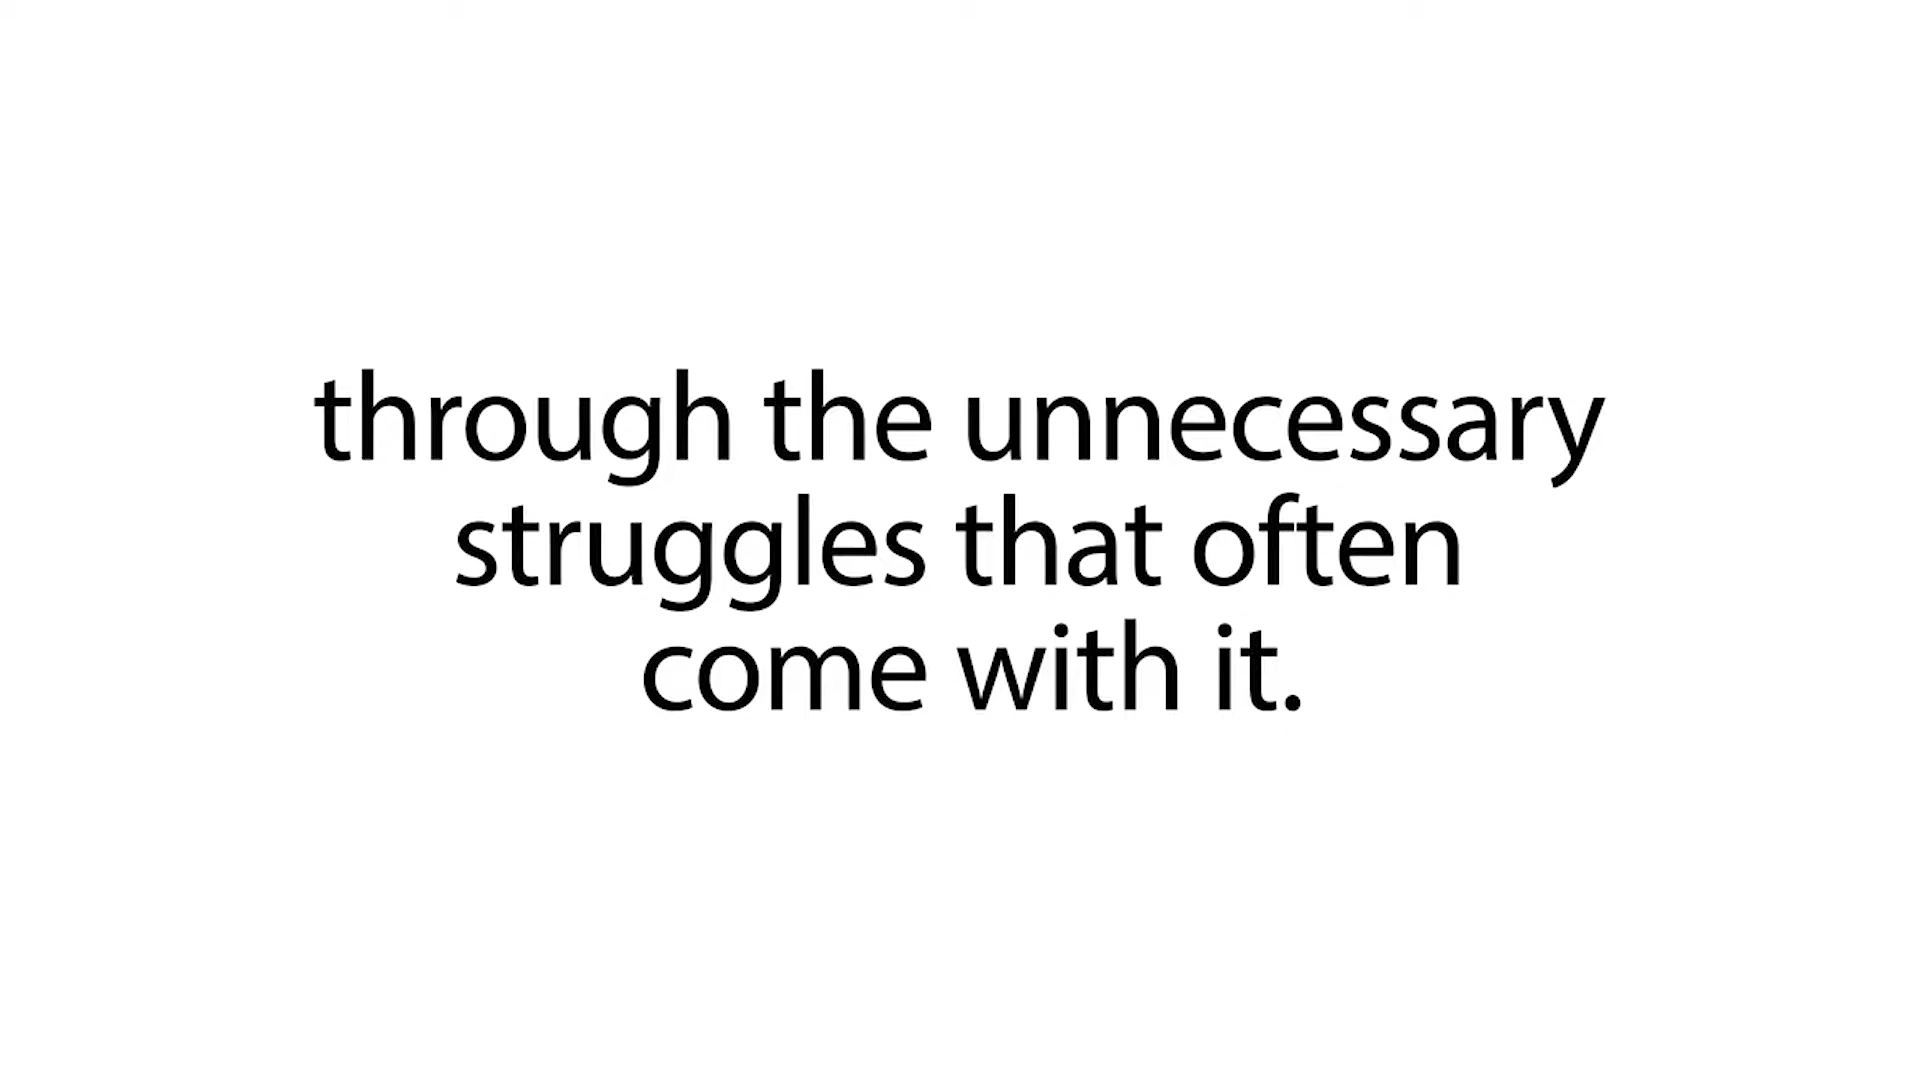 through the unnecessary
struggles that often
come with it.